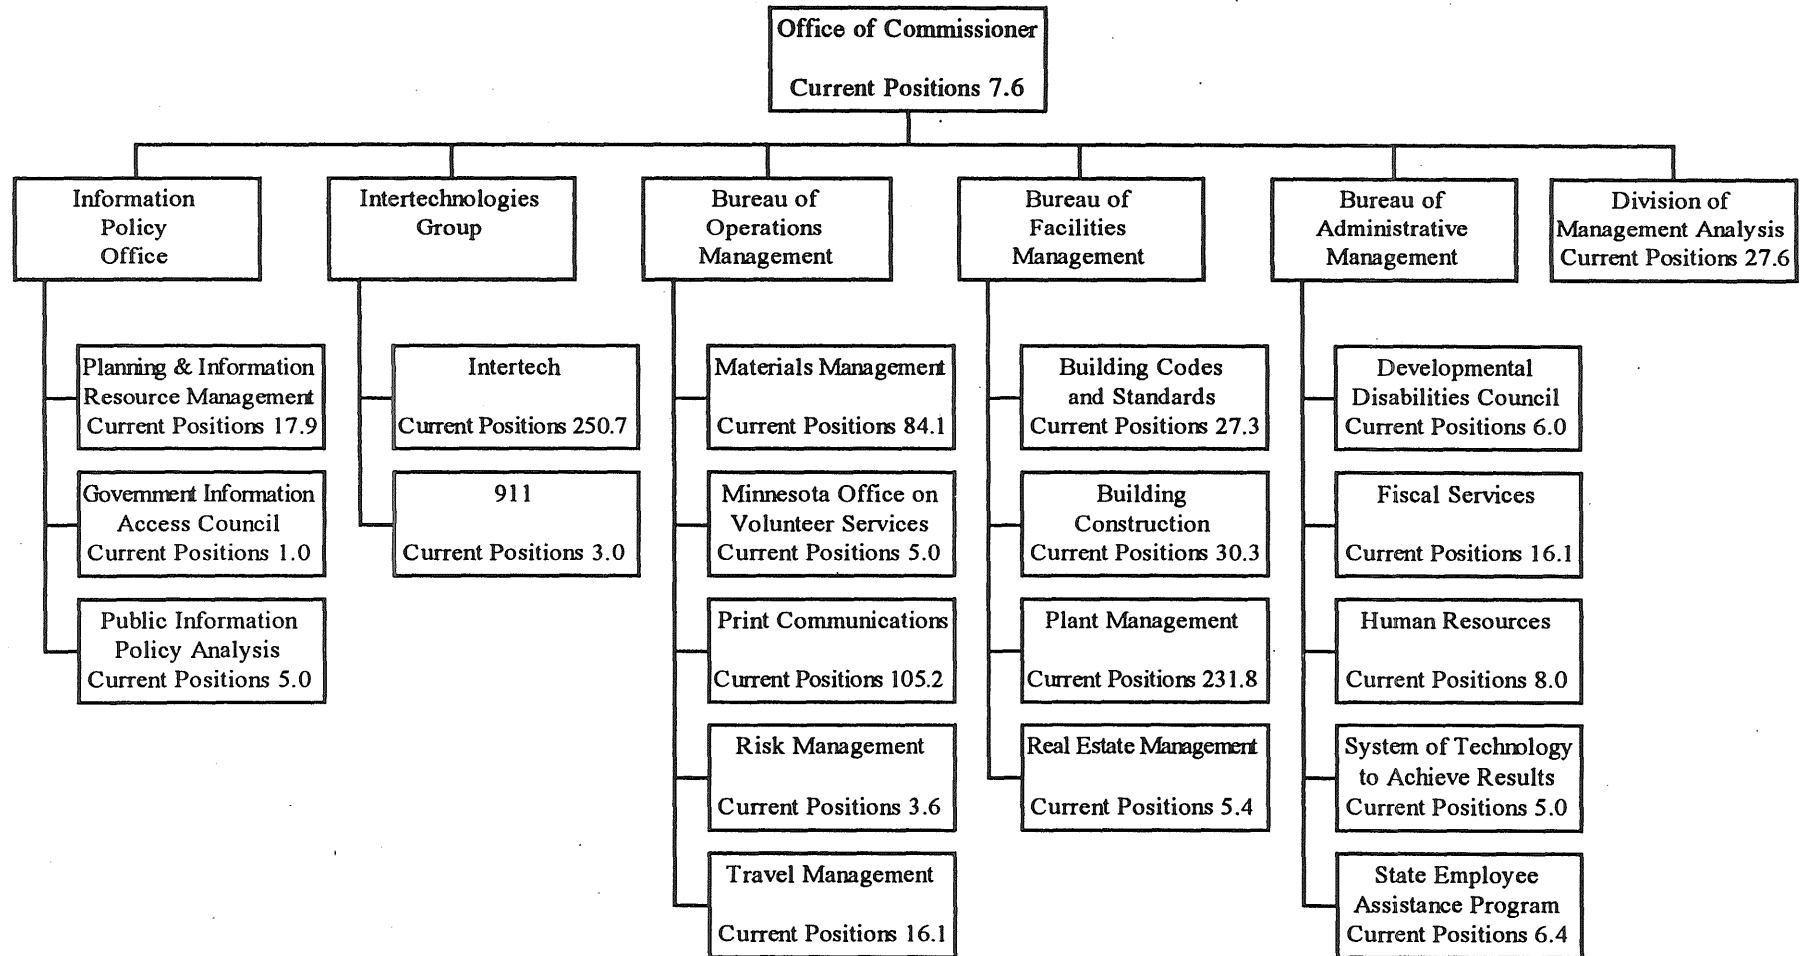 Office of Commissioner
Current Positions 7.6
Information
Policy
Office
Intertechnologies
Group
Bureau of
Operations
Management
Bureau of
Facilities
Management
Bureau of
Administrative
Management
Division of
Management Analysis
Current Positions 27.6
Planning & Information
Resource Management
Current Positions 17.9
Government Information
Access Council
Current Positions 1.0
Public Information
Policy Analysis
Current Positions 5.0
Intertech
Current Positions 250.7
911
Current Positions 3.0
Materials Management
Current Positions 84.1
Minnesota Office on
Volunteer Services
Current Positions 5.0
Print Communications
Current Positions 105.2
Risk Management
Current Positions 3.6
Travel Management
Current Positions 16.1
Building Codes
and Standards
Current Positions 27.3
Building
Construction
Current Positions 30.3
Plant Management
Current Positions 231.8
Real Estate Management
Current Positions 5.4
Developmental
Disabilities Council
Current Positions 6.0
Fiscal Services
Current Positions 16.1
Human Resources
Current Positions 8.0
System of Technology
to Achieve Results
Current Positions 5.0
State Employee
Assistance Program
Current Positions 6.4